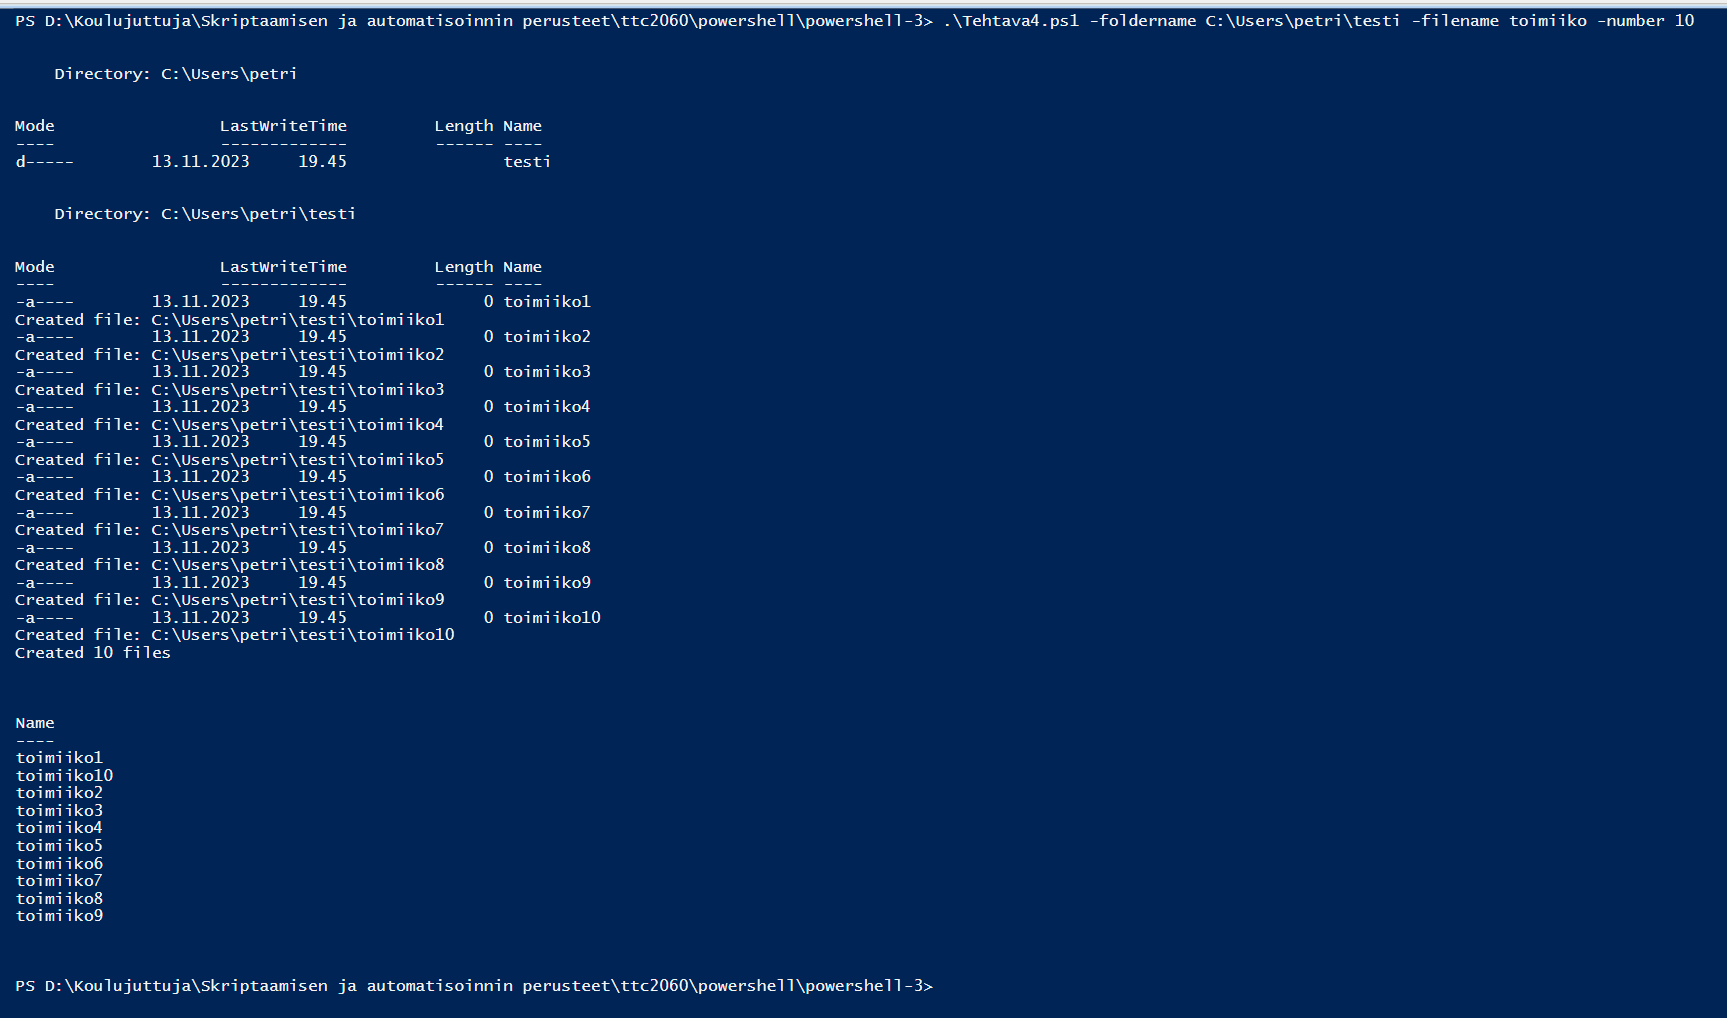 PS D:\Koulujuttuja\Skriptaamisen ja automatisoinnin perusteet\ttc2060\powershell\powershell-3> .\Tehtava4.ps1 -foldername C:\Users\petri\testi -filename toimiiko -number 10
Directory: C:\Users\petri
Mode LastWriteTime Length Name
---- ------------- ------ ----
d----- 13.11.2023 19.45 testi
Directory: C:\Users\petri\testi
Mode LastWriteTime Length Name
---- ------------- ------ ----
-a---- 13.11.2023 19.45 0 toimiiko1
Created file: C:\Users\petri\testi\toimiiko1
-a---- 13.11.2023 19.45 0 toimiiko2
Created file: C:\Users\petri\testi\toimiiko2
-a---- 13.11.2023 19.45 0 toimiiko3
Created file: C:\Users\petri\testi\toimiiko3
-a---- 13.11.2023 19.45 0 toimiiko4
Created file: C:\Users\petri\testi\toimiiko4
-a---- 13.11.2023 19.45 0 toimiiko5
Created file: C:\Users\petri\testi\toimiiko5
-a---- 13.11.2023 19.45 0 toimiiko6
Created file: C:\Users\petri\testi\toimiiko6
-a---- 13.11.2023 19.45 0 toimiiko7
Created file: C:\Users\petri\testi\toimiiko7
-a---- 13.11.2023 19.45 0 toimiiko8
Created file: C:\Users\petri\testi\toimiiko8
-a---- 13.11.2023 19.45 0 toimiiko9
Created file: C:\Users\petri\testi\toimiiko9
-a---- 13.11.2023 19.45 0 toimiiko10
Created file: C:\Users\petri\testi\toimiiko10
Created 10 files
Name
----
toimiiko1
toimiiko10
toimiiko2
toimiiko3
toimiiko4
toimiiko5
toimiiko6
toimiiko7
toimiiko8
toimiiko9
PS D:\Koulujuttuja\Skriptaamisen ja automatisoinnin perusteet\ttc2060\powershell\powershell-3>